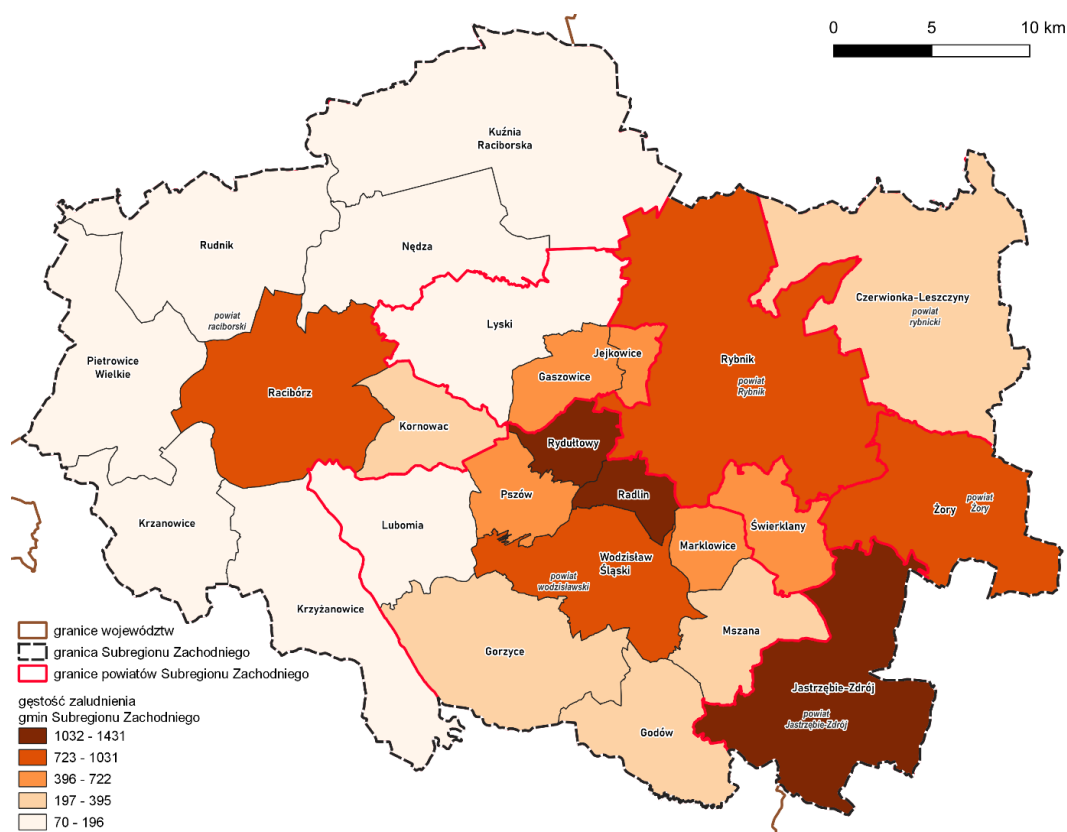 0 5 10 km
Kuźnia
Raciborska
Rudnik
Nędza
Czerwionka-Leszczyny
powiat
rybnicki
powiat
raciborski
Lyski
Jejkowice
Rybnik
powiat
Rybnik
Pietrowice
Wielkie
Gaszowice
Racibórz
Kornowac
Rydułtowy
Pszów
Radlin
Żory
powiat
Żory
Krzanowice
Lubomia
Świerklany
Marklowice
Wodzisław
Śląski
powiat
wodzisławski
Krzyżanowice
Mszana
Gorzyce
Jastrzębie-Zdrój
powiat
Jastrzębie-Zdrój
Godów
granice województw
granica Subregionu Zachodniego
granice powiatów Subregionu Zachodniego
gęstość zaludnienia
gmin Subregionu Zachodniego
1032 - 1431
723 - 1031
396 - 722
197 - 395
70 - 196